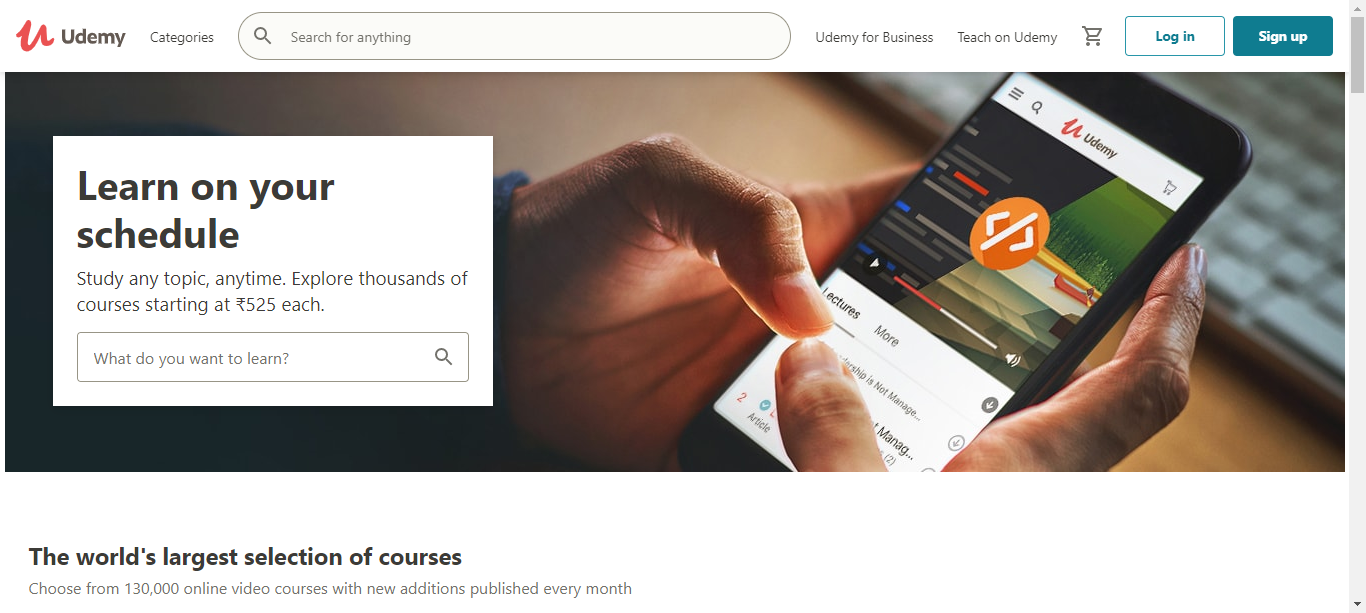 Udemy
Categories
Search for anything
Udemy for Business
Teach on Udemy
Log in
Sign up
Udemy
Learn on your
schedule
Study any topic, anytime. Explore thousands of
courses starting at ₹525 each.
What do you want to learn?
Lectures
More
is Not Manage...
2
Article
Manag...
(2)
The world's largest selection of courses
Choose from 130,000 online video courses with new additions published every month